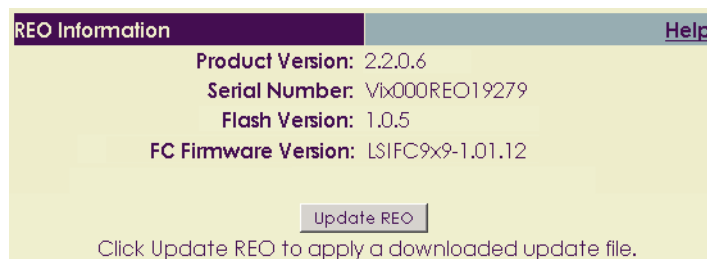 REO Information Help
Product Version: 2.2.0.6
Serial Number: Vix000REO19279
Flash Version: 1.0.5
FC Firmware Version: LSIFC9x9-1.01.12
Update REO
Click Update REO to apply a downloaded update file.